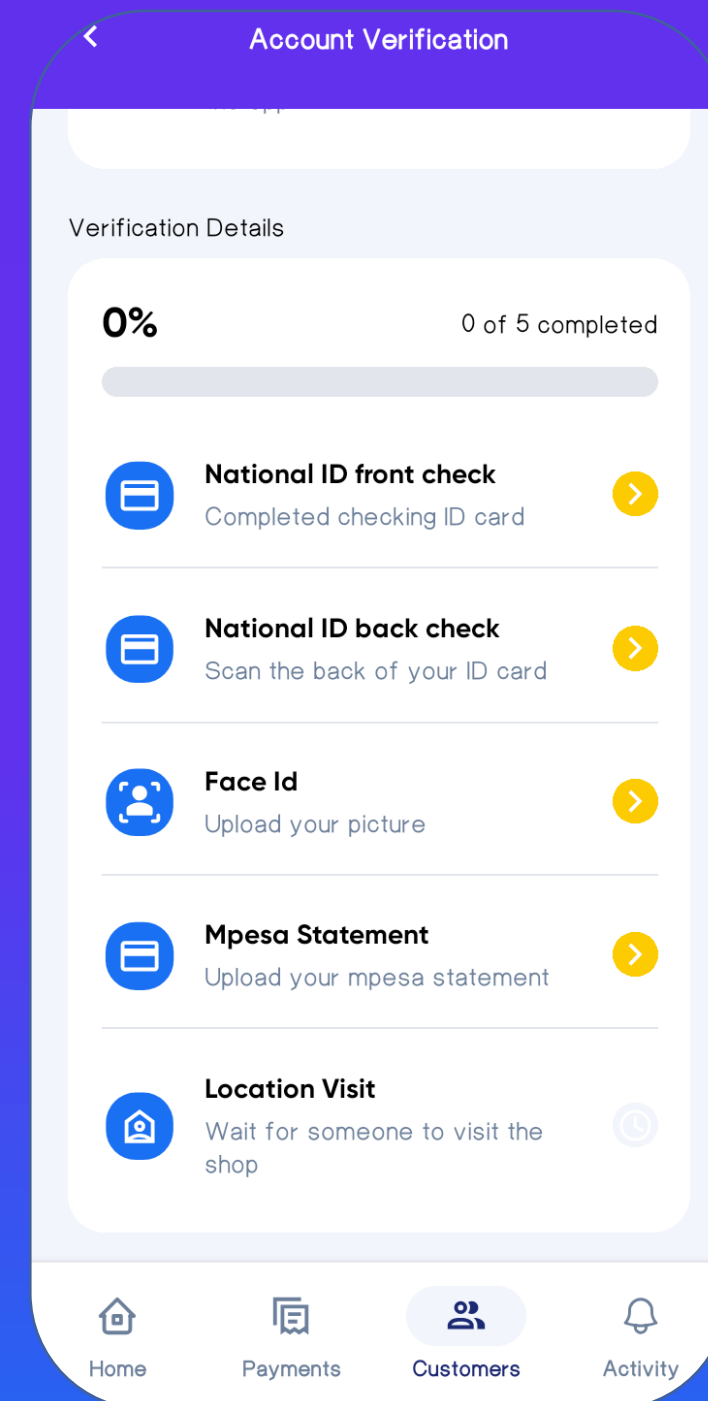 Account Verification
Verification Details
0%
0 of 5 completed
National ID front check
Completed checking ID card
National ID back check
Scan the back of your ID card
Face Id
Upload your picture
Mpesa Statement
Upload your mpesa statement
Location Visit
Wait for someone to visit the
shop
Home
Payments
Customers
Activity